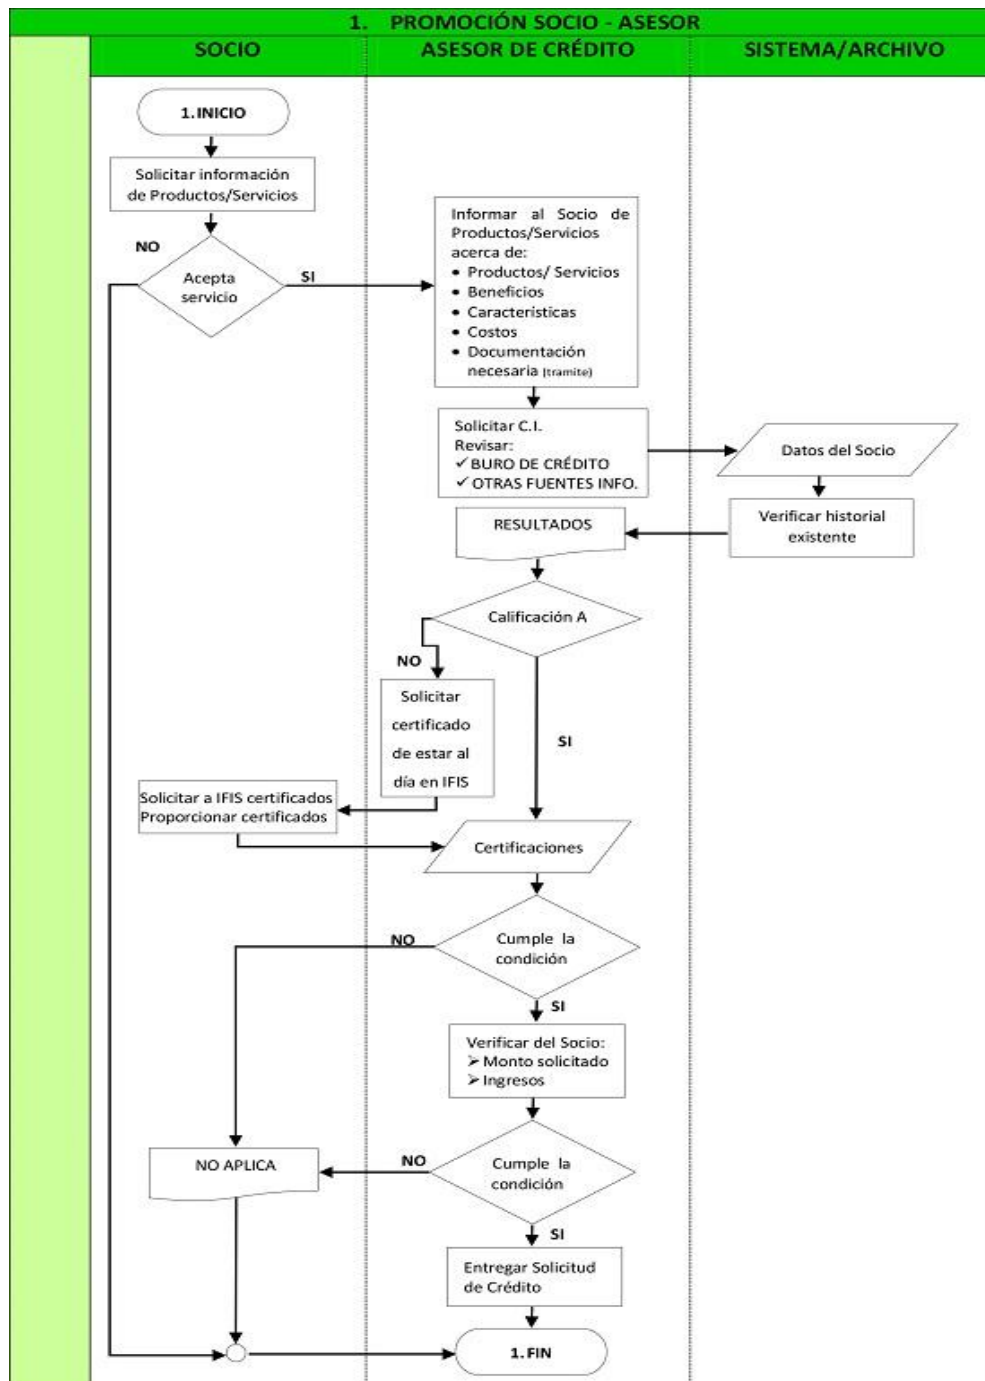 1. PROMOCIÓN SOCIO - ASESOR
SOCIO
ASESOR DE CRÉDITO
SISTEMA/ARCHIVO
1. INICIO
Solicitar información
de Productos/Servicios
NO
Acepta
servicio
SI
Informar al Socio de
Productos/Servicios
acerca de:
• Productos/ Servicios
• Beneficios
• Características
• Costos
• Documentación
necesaria (tramite)
Solicitar C.I.
Revisar:
✓ BURO DE CRÉDITO
✓ OTRAS FUENTES INFO.
Datos del Socio
Verificar historial
existente
RESULTADOS
Calificación A
NO
Solicitar
certificado
de estar al
día en IFIS
SI
Solicitar a IFIS certificados
Proporcionar certificados
Certificaciones
NO
Cumple la
condición
SI
Verificar del Socio:
➢ Monto solicitado
➢ Ingresos
NO APLICA
NO
Cumple la
condición
SI
Entregar Solicitud
de Crédito
1. FIN